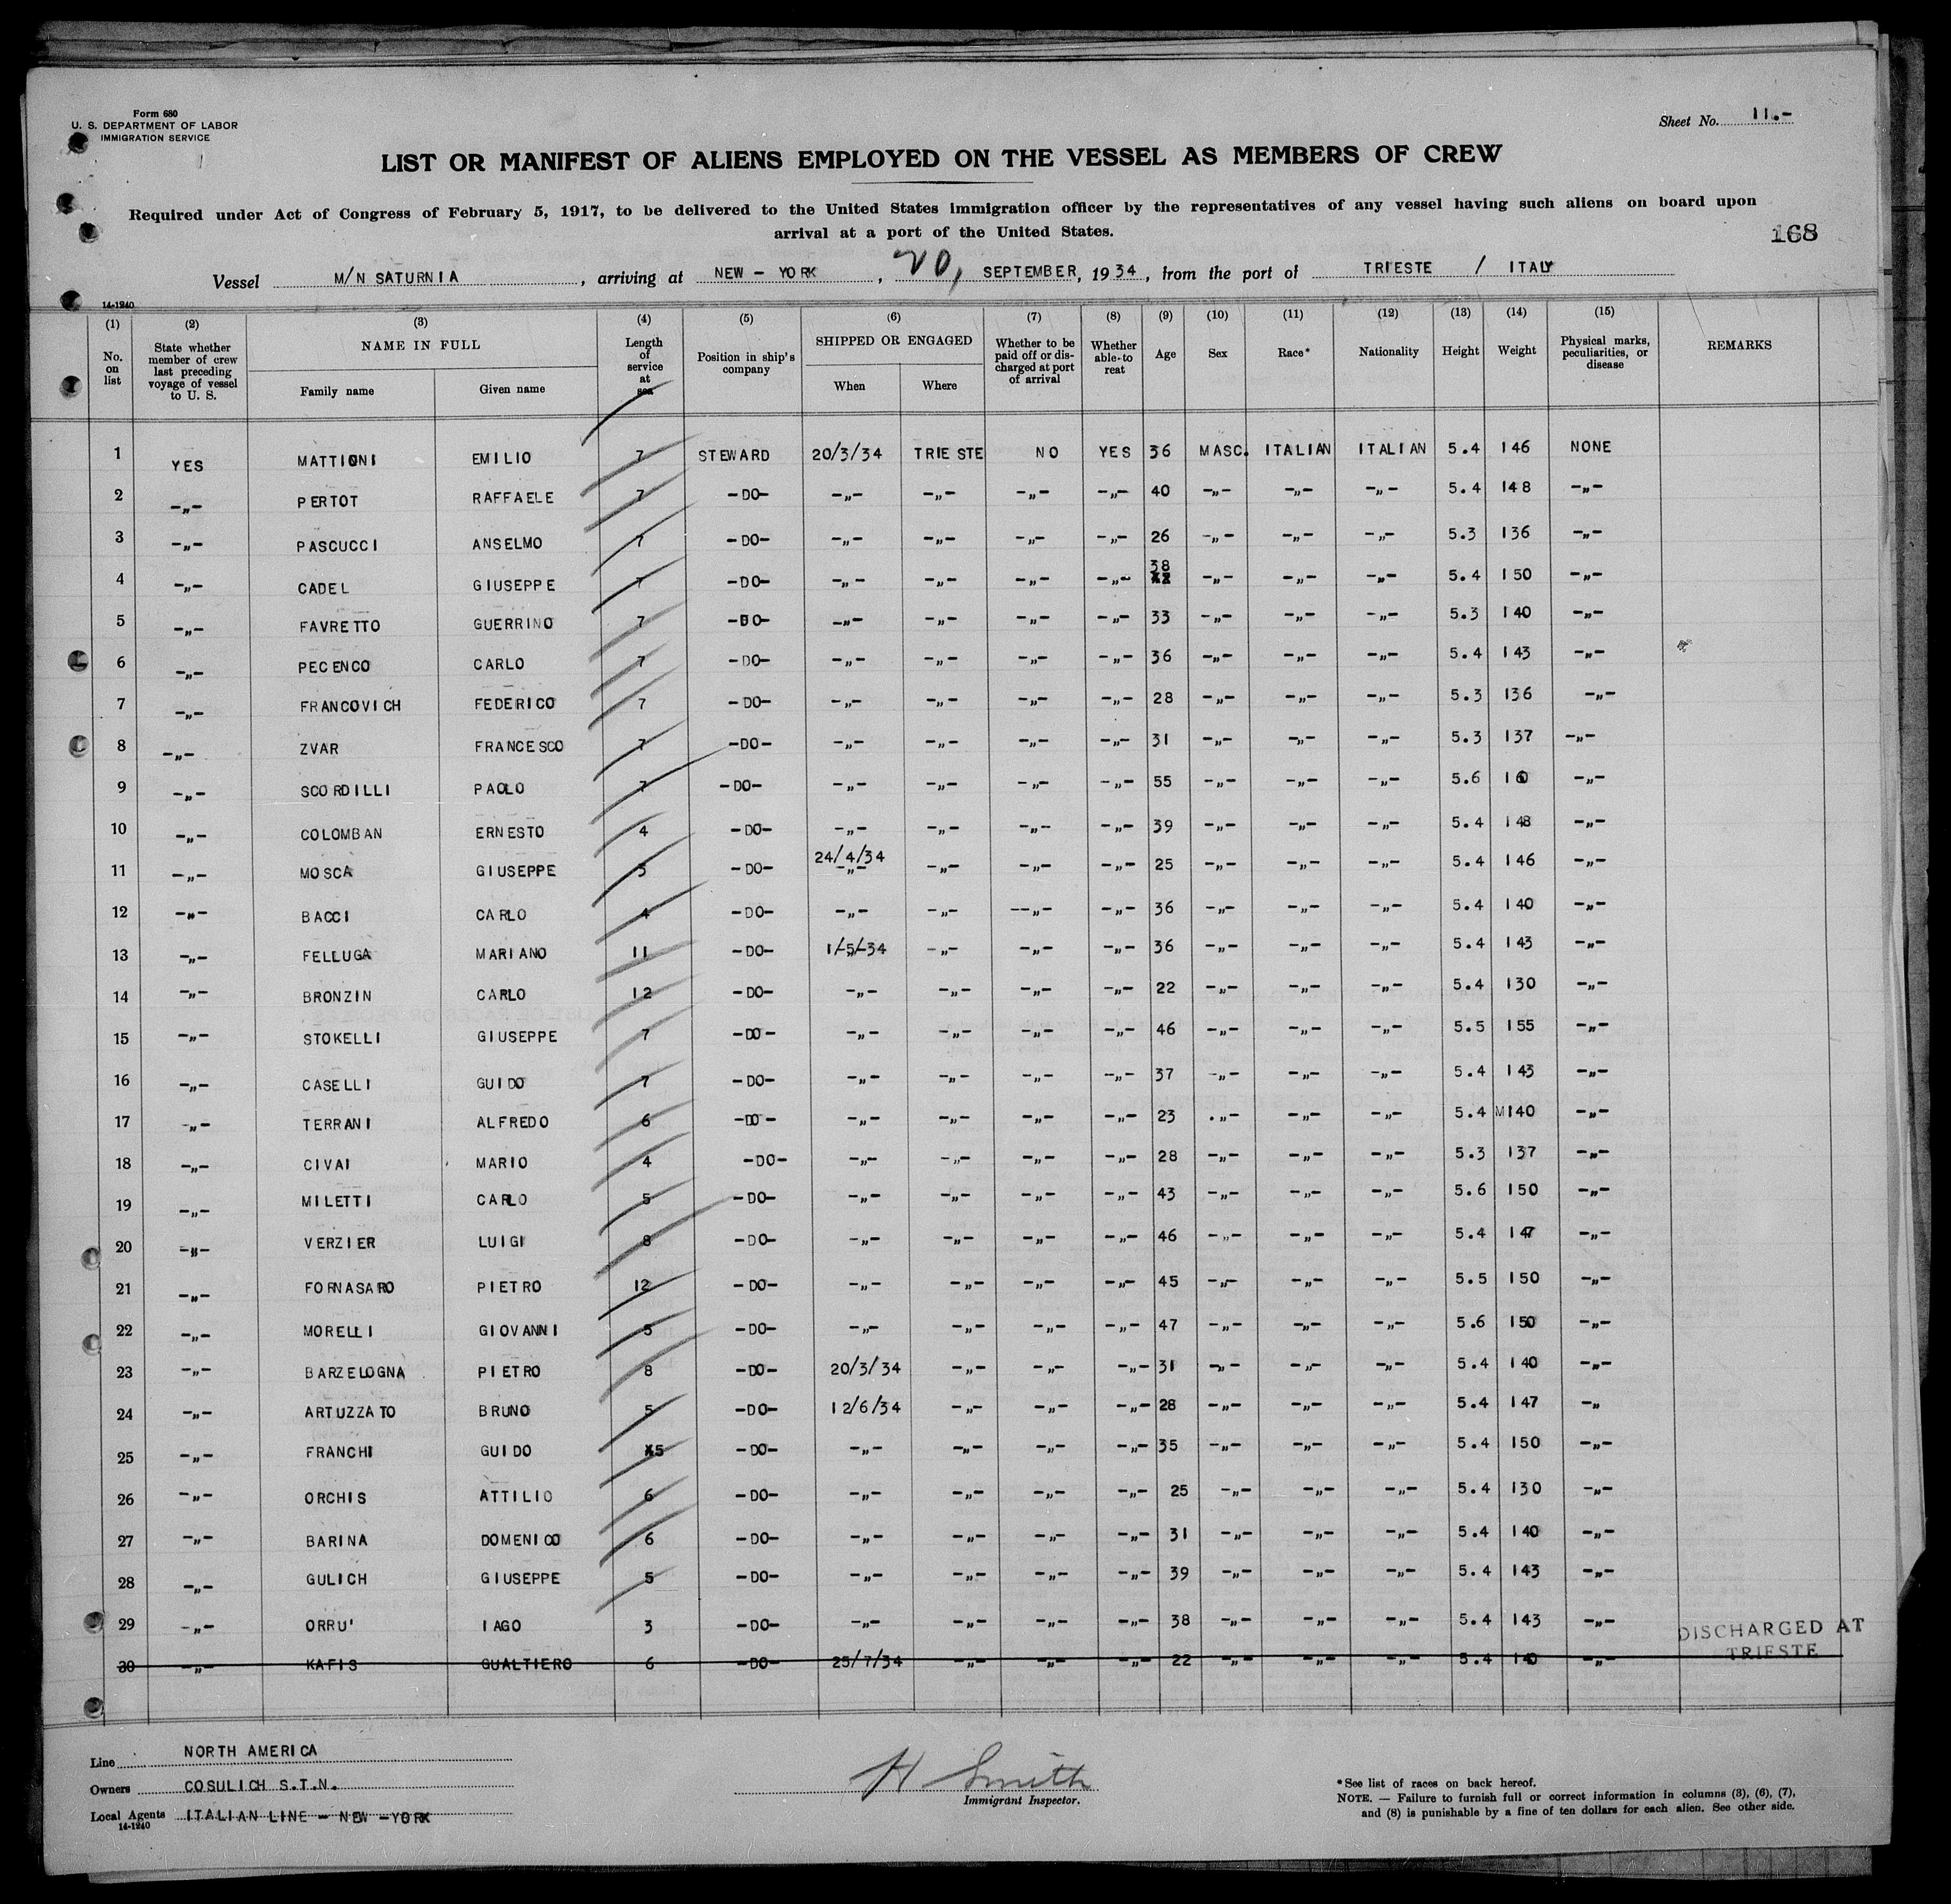 Form 680
U. S. DEPARTMENT OF LABOR
IMMIGRATION SERVICE
Sheet No. 11.-
LIST OR MANIFEST OF ALIENS EMPLOYED ON THE VESSEL AS MEMBERS OF CREW
Required under Act of Congress of February 5, 1917, to be delivered to the United States immigration officer by the representatives of any vessel having such aliens on board upon
arrival at a port of the United States.
168
Vessel M/N SATURNIA, arriving at NEW - YORK, 20, SEPTEMBER, 1934, from the port of TRIESTE / ITALY
14-1240
(1) (2) (3) (4) (5) (6) (7) (8) (9) (10) (11) (12) (13) (14) (15)
No. on list State whether member of crew last preceding voyage of vessel to U. S. NAME IN FULL Family name Given name Length of service at sea Position in ship's company SHIPPED OR ENGAGED When Where Whether to be paid off or discharged at port of arrival Whether able to reat Age Sex Race* Nationality Height Weight Physical marks, peculiarities, or disease REMARKS
1 YES MATTIONI EMILIO 7 STEWARD 20/3/34 TRIESTE NO YES 36 MASC. ITALIAN ITALIAN 5.4 146 NONE
2 -„- PERTOT RAFFAELE 7 -DO- -„- -„- -„- -„- 40 -„- -„- -„- 5.4 148 -„-
3 -„- PASCUCCI ANSELMO 7 -DO- -„- -„- -„- -„- 26 -„- -„- -„- 5.3 136 -„-
4 -„- CADEL GIUSEPPE 7 -DO- -„- -„- -„- -„- 38 -„- -„- -„- 5.4 150 -„-
5 -„- FAVRETTO GUERRINO 7 -DO- -„- -„- -„- -„- 33 -„- -„- -„- 5.3 140 -„-
6 -„- PECENCO CARLO 7 -DO- -„- -„- -„- -„- 36 -„- -„- -„- 5.4 143 -„-
7 -„- FRANCOVICH FEDERICO 7 -DO- -„- -„- -„- -„- 28 -„- -„- -„- 5.3 136 -„-
8 -„- ZVAR FRANCESCO 7 -DO- -„- -„- -„- -„- 31 -„- -„- -„- 5.3 137 -„-
9 -„- SCORDILLI PAOLO 7 -DO- -„- -„- -„- -„- 55 -„- -„- -„- 5.6 160 -„-
10 -„- COLOMBAN ERNESTO 4 -DO- -„- -„- -„- -„- 39 -„- -„- -„- 5.4 148 -„-
11 -„- MOSCA GIUSEPPE 5 -DO- 24/4/34 -„- -„- -„- -„- 25 -„- -„- -„- 5.4 146 -„-
12 -„- BACCI CARLO 4 -DO- -„- -„- -„- -„- 36 -„- -„- -„- 5.4 140 -„-
13 -„- FELLUGA MARIANO 11 -DO- 1/5/34 -„- -„- -„- 36 -„- -„- -„- 5.4 143 -„-
14 -„- BRONZIN CARLO 12 -DO- -„- -„- -„- -„- 22 -„- -„- -„- 5.4 130 -„-
15 -„- STOKELLI GIUSEPPE 7 -DO- -„- -„- -„- -„- 46 -„- -„- -„- 5.5 155 -„-
16 -„- CASELLI GUIDO 7 -DO- -„- -„- -„- -„- 37 -„- -„- -„- 5.4 143 -„-
17 -„- TERRANI ALFREDO 6 -DO- -„- -„- -„- -„- 23 -„- -„- -„- 5.4 M140 -„-
18 -„- CIVAI MARIO 4 -DO- -„- -„- -„- -„- 28 -„- -„- -„- 5.3 137 -„-
19 -„- MILETTI CARLO 5 -DO- -„- -„- -„- -„- 43 -„- -„- -„- 5.6 150 -„-
20 -„- VERZIER LUIGI 8 -DO- -„- -„- -„- -„- 46 -„- -„- -„- 5.4 147 -„-
21 -„- FORNASARO PIETRO 12 -DO- -„- -„- -„- -„- 45 -„- -„- -„- 5.5 150 -„-
22 -„- MORELLI GIOVANNI 5 -DO- -„- -„- -„- -„- 47 -„- -„- -„- 5.6 150 -„-
23 -„- BARZELOGNA PIETRO 8 -DO- 20/3/34 -„- -„- -„- 31 -„- -„- -„- 5.4 140 -„-
24 -„- ARTUZZATO BRUNO 5 -DO- 12/6/34 -„- -„- -„- 28 -„- -„- -„- 5.4 147 -„
25 -„- FRANCHI GUIDO X5 -DO- -„- -„- -„- -„- 35 -„- -„- -„- 5.4 150 -„-
26 -„- ORCHIS ATTILIO 6 -DO- -„- -„- -„- -„- 25 -„- -„- -„- 5.4 130 -„-
27 -„- BARINA DOMENICO 6 -DO- -„- -„- -„- -„- 31 -„- -„- -„- 5.4 140 -„-
28 -„- GULICH GIUSEPPE 5 -DO- -„- -„- -„- -„- 39 -„- -„- -„- 5.4 143 -„-
29 -„- ORRU' IAGO 3 -DO- -„- -„- -„- -„- 38 -„- -„- -„- 5.4 143 -„-
30 -„- KAFIS GUALTIERO 6 -DO- 25/7/34 -„- -„- -„- 22 -„- -„- -„- 5.4 140 -„- DISCHARGED AT TRIESTE
Line NORTH AMERICA
Owners COSULICH S.T.N.
Local Agents ITALIAN LINE - NEW -YORK
14-1240
H Smith
Immigrant Inspector.
*See list of races on back hereof.
NOTE. — Failure to furnish full or correct information in columns (3), (6), (7),
and (8) is punishable by a fine of ten dollars for each alien. See other side.